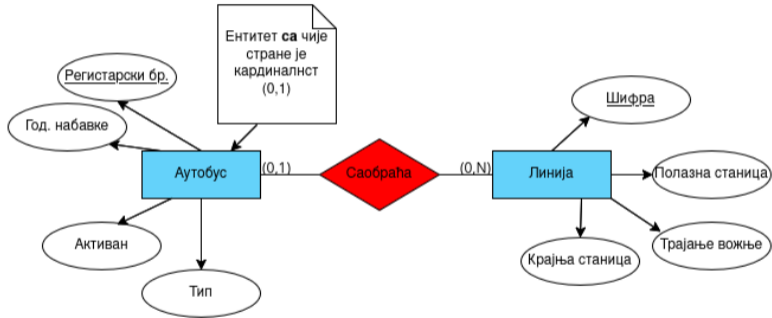 Ентитет са чије
стране је
кардиналнст
(0,1)
Регистарски бр.
Год. набавке
Шифра
Аутобус
(0,1)
Саобраћа
(0,N)
Линија
Полазна станица
Активан
Крајња станица
Трајање вожње
Тип